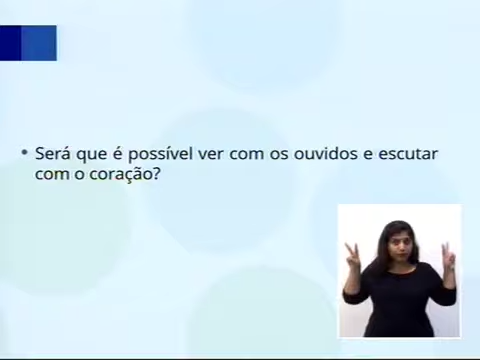 • Será que é possível ver com os ouvidos e escutar
com o coração?